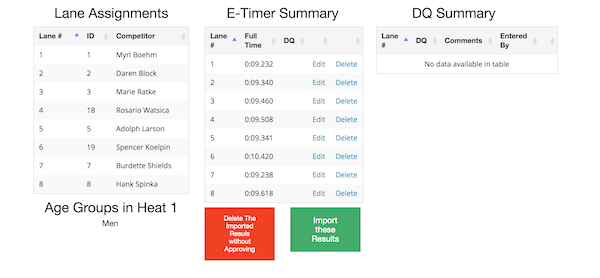 Lane Assignments
Lane # ID Competitor
1 1 Myrl Boehm
2 2 Daren Block
3 3 Marie Ratke
4 18 Rosario Watsica
5 5 Adolph Larson
6 19 Spencer Koelpin
7 7 Burdette Shields
8 8 Hank Spinka
Age Groups in Heat 1
Men
E-Timer Summary
Lane # Full Time DQ
1 0:09.232 Edit Delete
2 0:09.340 Edit Delete
3 0:09.460 Edit Delete
4 0:09.508 Edit Delete
5 0:09.341 Edit Delete
6 0:10.420 Edit Delete
7 0:09.238 Edit Delete
8 0:09.618 Edit Delete
Delete The
Imported
Resuls
without
Approving
Import
these
Results
DQ Summary
Lane # DQ Comments Entered By
No data available in table